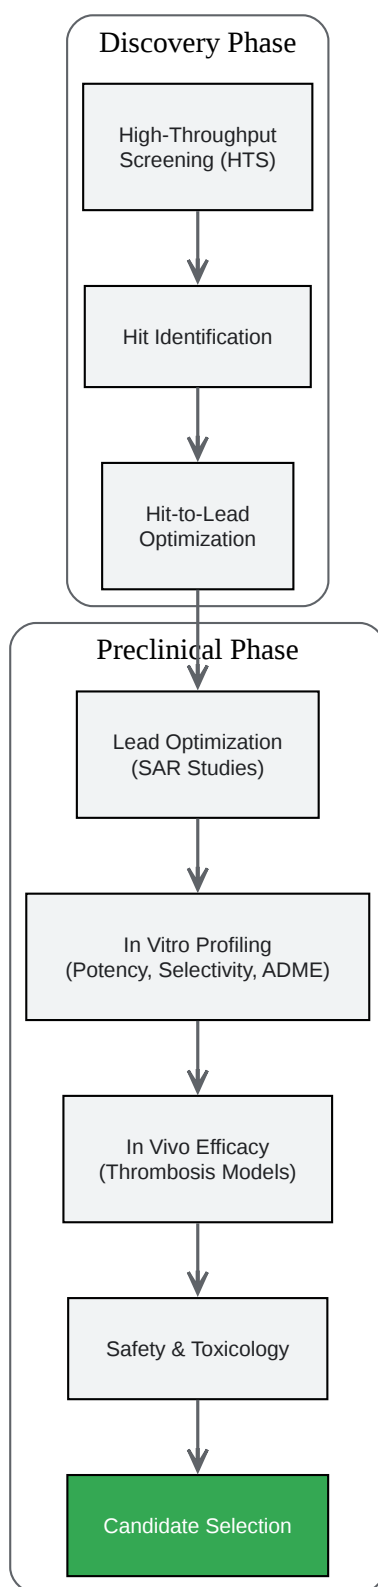 Discovery Phase
High-Throughput
Screening (HTS)
Hit Identification
Hit-to-Lead
Optimization
Preclinical Phase
Lead Optimization
(SAR Studies)
In Vitro Profiling
(Potency, Selectivity, ADME)
In Vivo Efficacy
(Thrombosis Models)
Safety & Toxicology
Candidate Selection